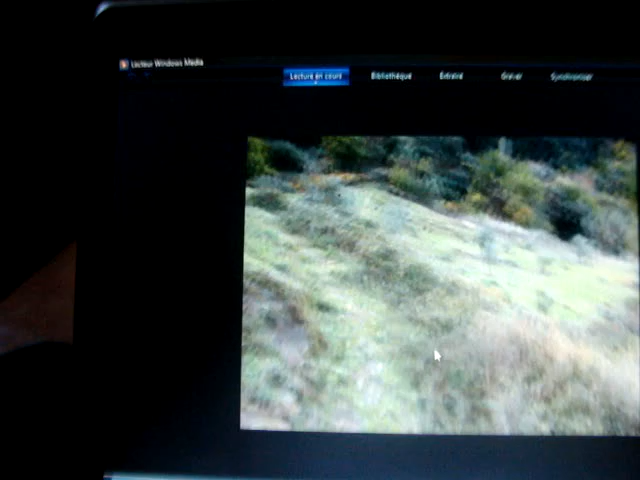 Lecteur Windows Media
Lecture en cours Bibliothèque Extraire Graver Synchroniser